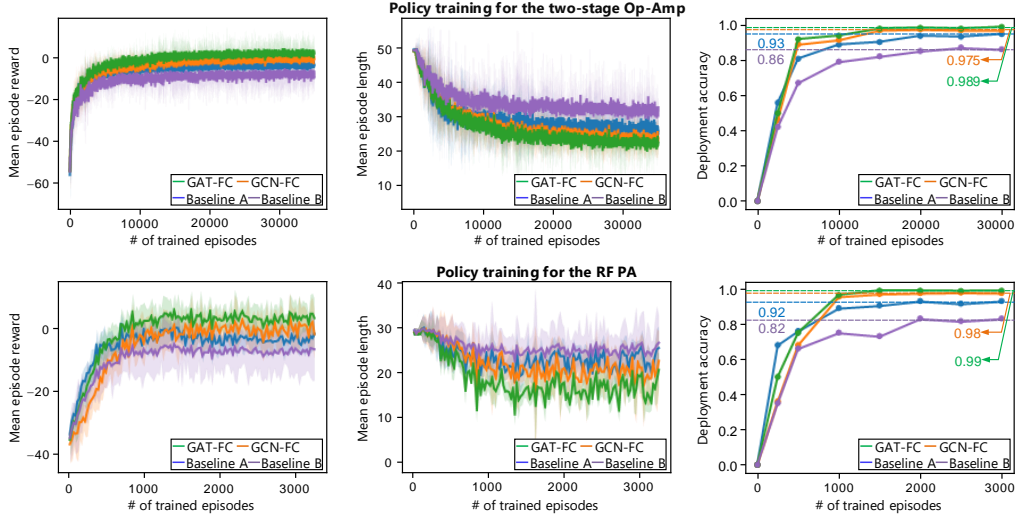 Policy training for the two-stage Op-Amp
Mean episode reward
0
−20
−40
−60
GAT-FC GCN-FC
Baseline A Baseline B
0 10000 20000 30000
# of trained episodes
Mean episode length
50
40
30
20
10
GAT-FC GCN-FC
Baseline A Baseline B
0 10000 20000 30000
# of trained episodes
Deployment accuracy
1.0
0.8
0.6
0.4
0.2
0.0
0.93
0.86
0.975
0.989
GAT-FC GCN-FC
Baseline A Baseline B
0 5000 10000 15000 20000 25000 30000
# of trained episodes
Policy training for the RF PA
Mean episode reward
0
−20
−40
GAT-FC GCN-FC
Baseline A Baseline B
0 1000 2000 3000
# of trained episodes
Mean episode length
40
30
20
10
0
GAT-FC GCN-FC
Baseline A Baseline B
0 1000 2000 3000
# of trained episodes
Deployment accuracy
1.0
0.8
0.6
0.4
0.2
0.0
0.92
0.82
0.98
0.99
GAT-FC GCN-FC
Baseline A Baseline B
0 500 1000 1500 2000 2500 3000
# of trained episodes